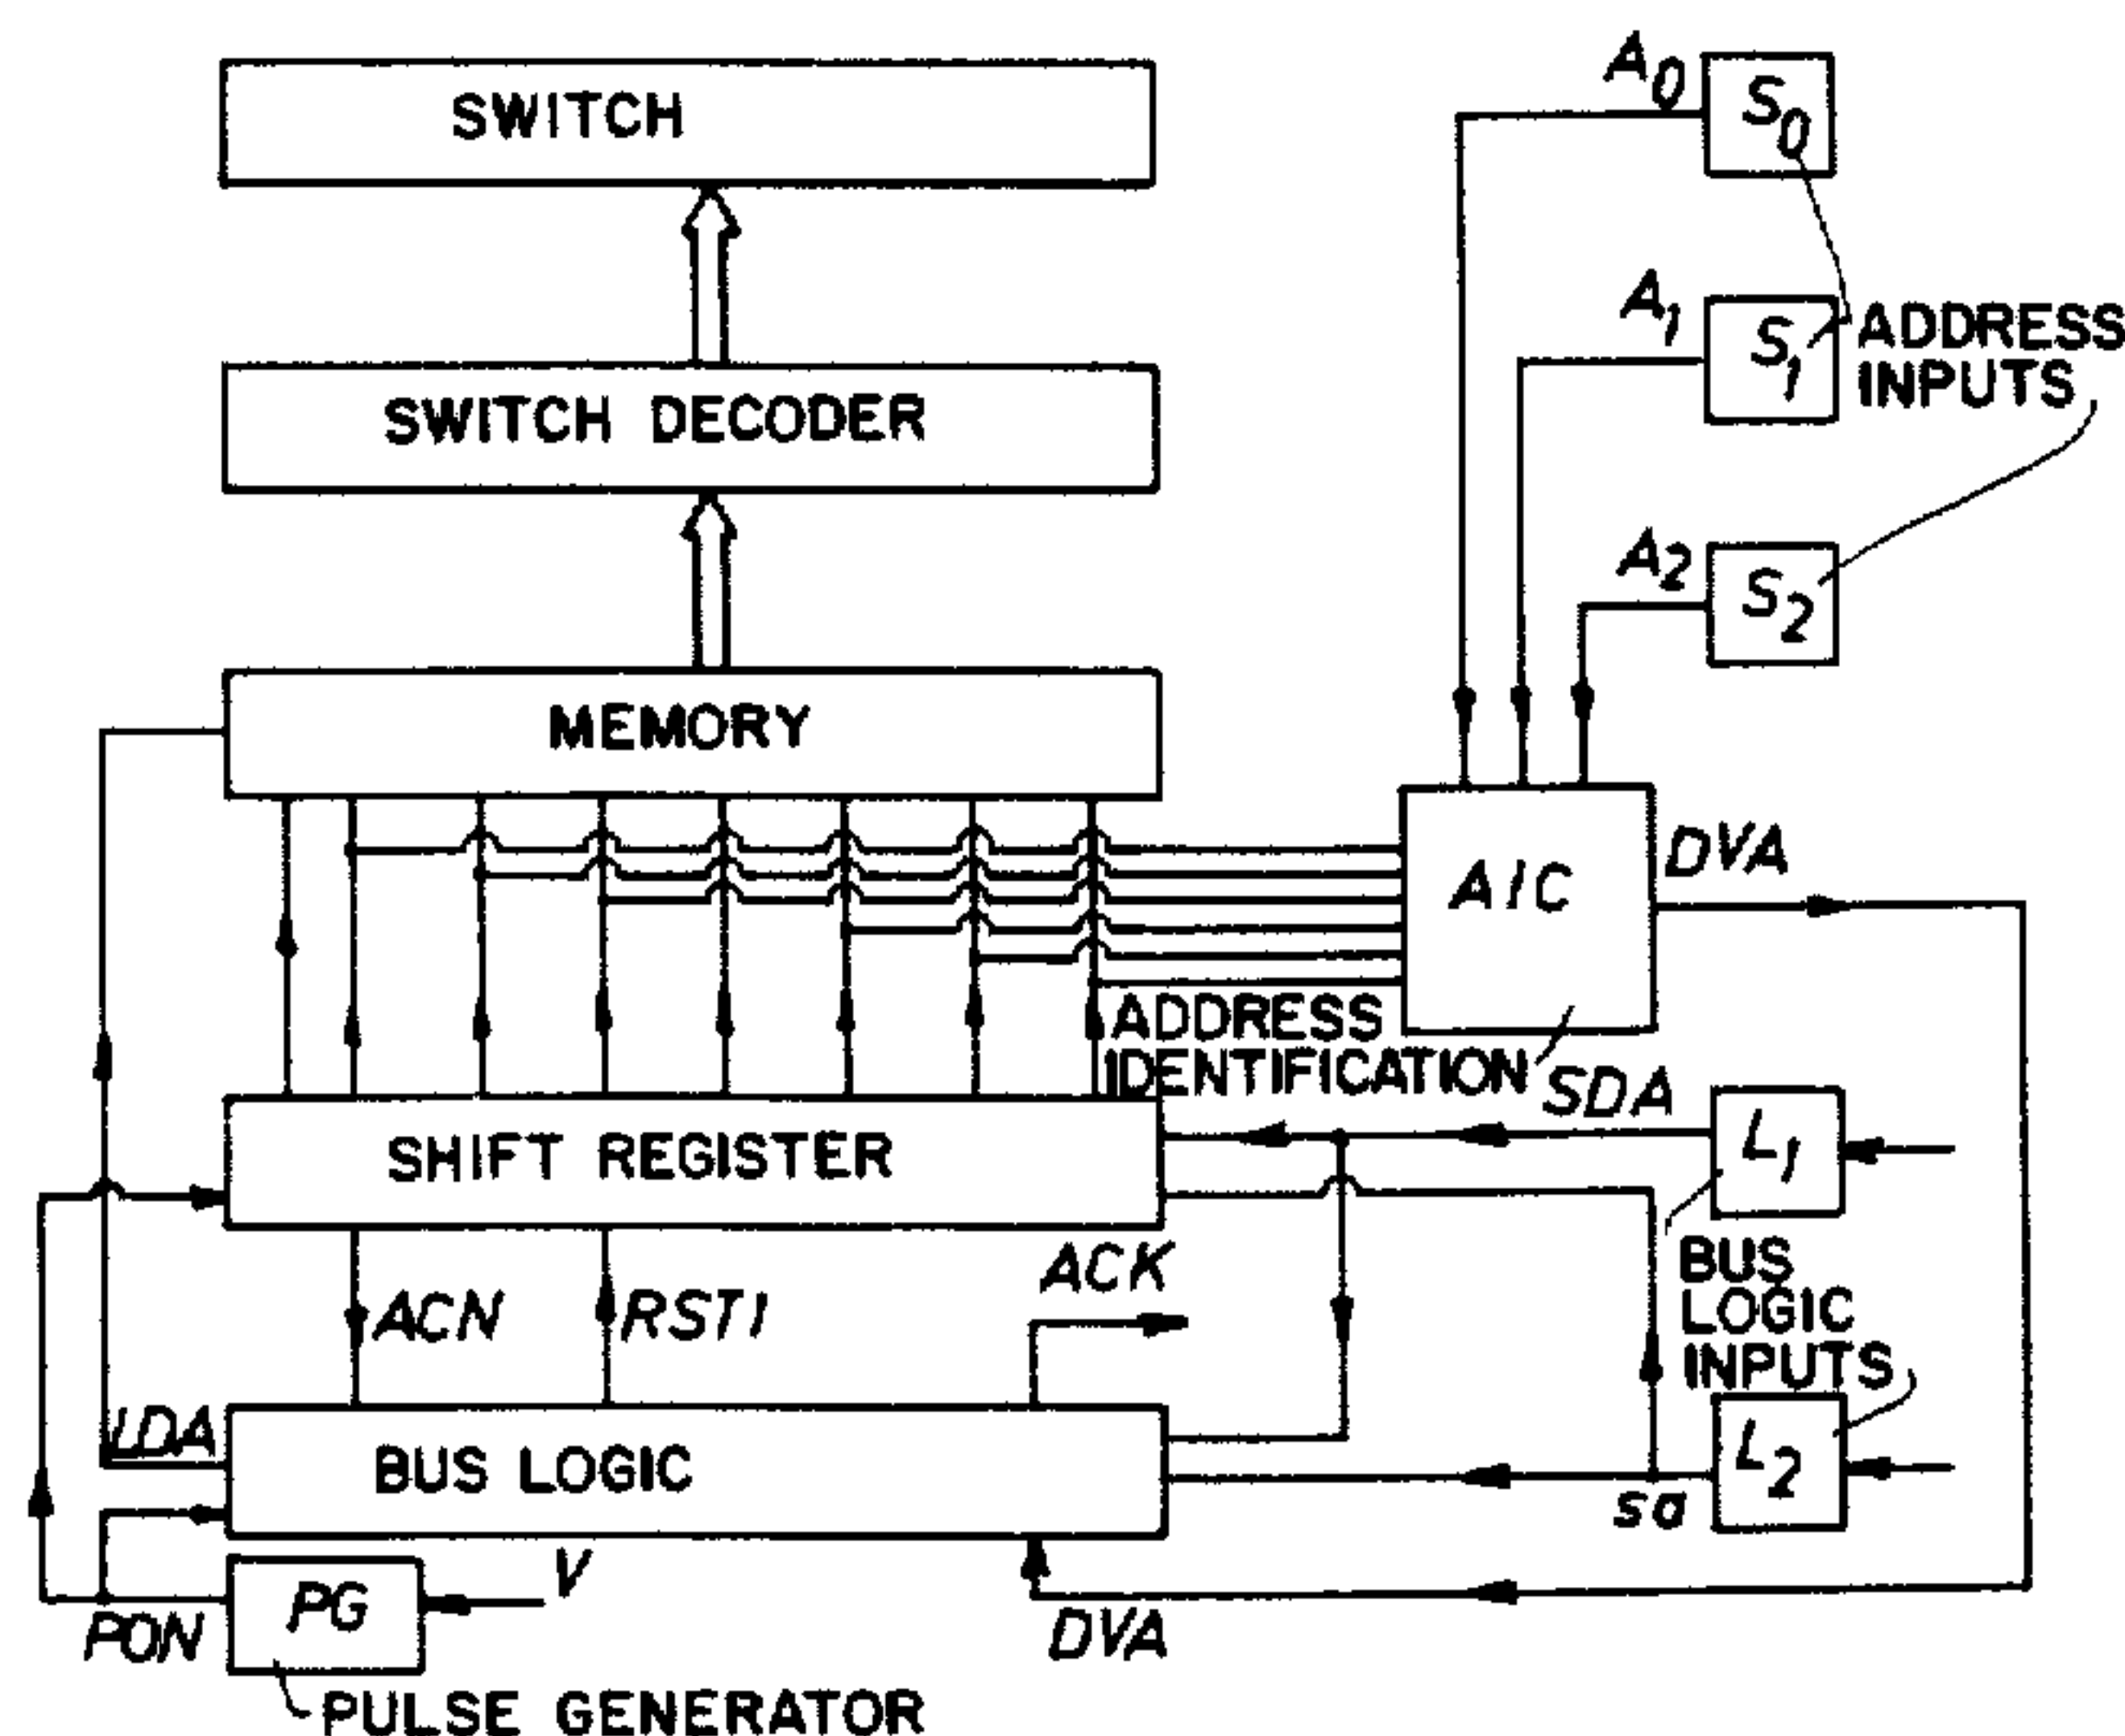 SWITCH
A0
S0
A1
S1
ADDRESS
INPUTS
SWITCH DECODER
A2
S2
MEMORY
AIC
DVA
ADDRESS
IDENTIFICATION
SDA
L1
SHIFT REGISTER
BUS
LOGIC
INPUTS
ACN
RST1
ACK
LDA
BUS LOGIC
L2
sa
PG
V
PON
DVA
PULSE GENERATOR